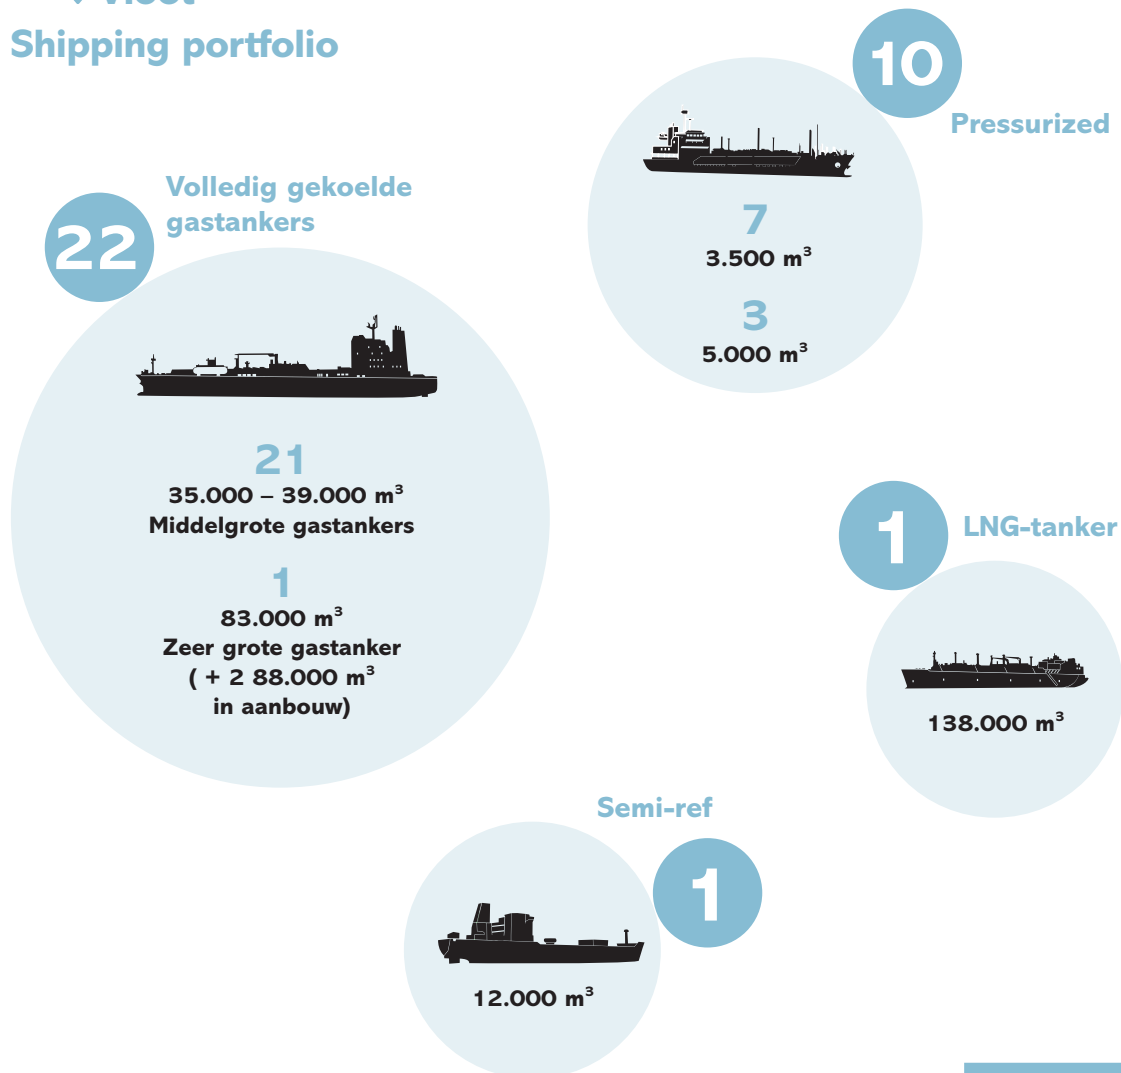 Shipping portfolio
10
Pressurized
7
3.500 m³
3
5.000 m³
Volledig gekoelde
gastankers
22
21
35.000 – 39.000 m³
Middelgrote gastankers
1
83.000 m³
Zeer grote gastanker
( + 2 88.000 m³
in aanbouw)
1
LNG-tanker
138.000 m³
Semi-ref
1
12.000 m³